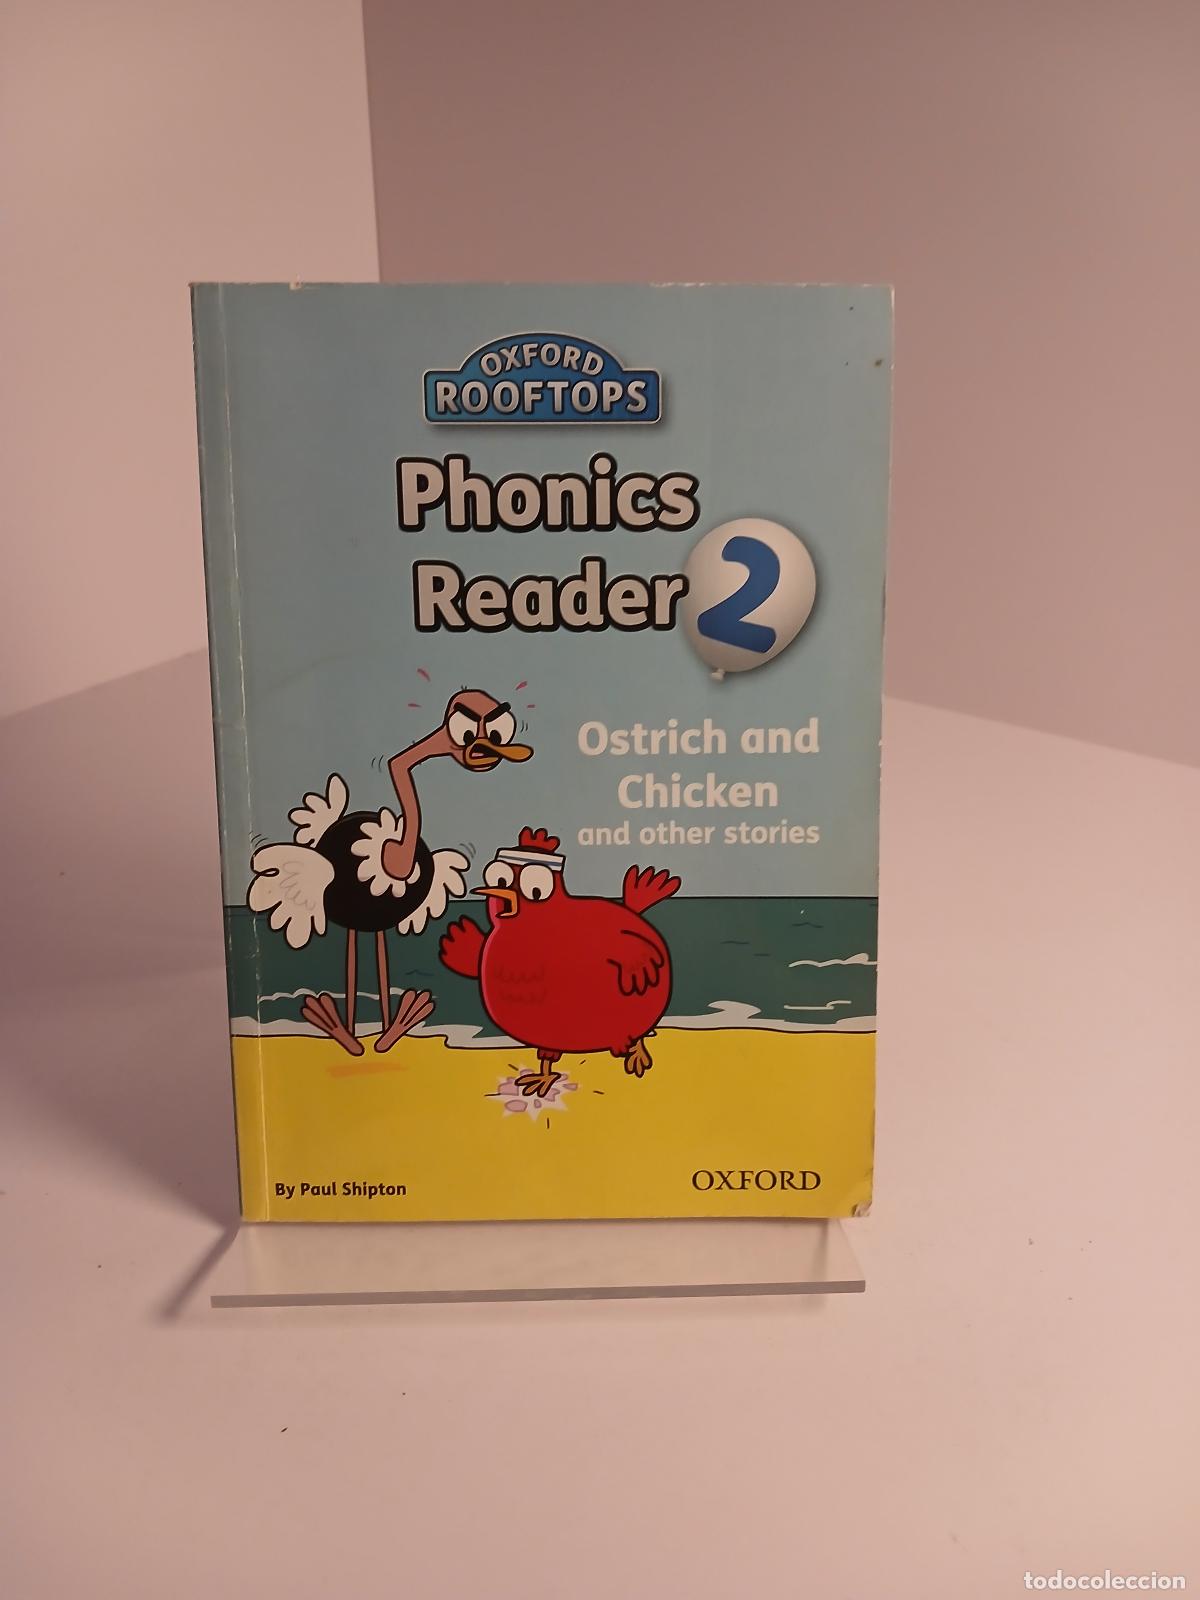 OXFORD
ROOFTOPS
Phonics
Reader 2
Ostrich and
Chicken
and other stories
By Paul Shipton
OXFORD
todocoleccion